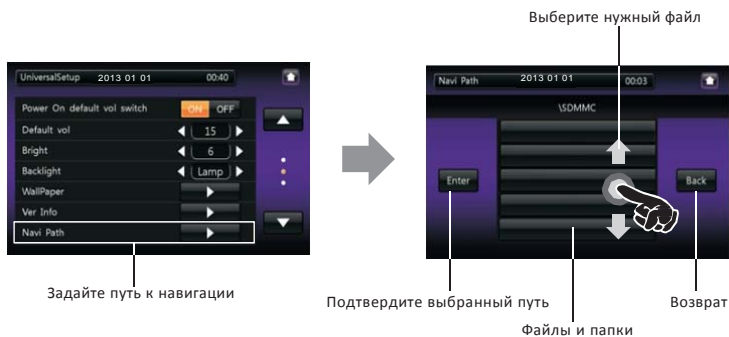 Выберите нужный файл
UniversalSetup 2013 01 01 00:40
Power On default vol switch ON OFF
Default vol 15
Bright 6
Backlight Lamp
WallPaper
Ver Info
Navi Path
Задайте путь к навигации
Navi Path 2013 01 01 00:03
\SDMMC
Enter
Back
Подтвердите выбранный путь
Возврат
Файлы и папки